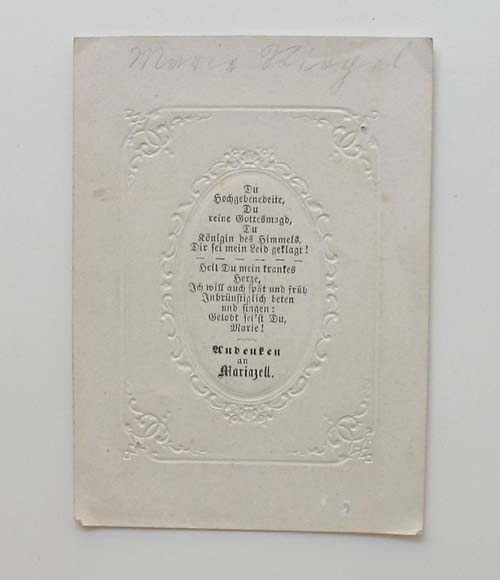 Marie
Du
Hochgebenedeite,
Du
reine Gottesmagd,
Du
Königin des Himmels,
Dir sei mein Leid geklagt!
Heil Du mein krankes
Herze,
Ich will auch spät und früh
Inbrünstiglich beten
und singen:
Gelobt sei'st Du,
Marie!
Andenken
an
Mariazell.